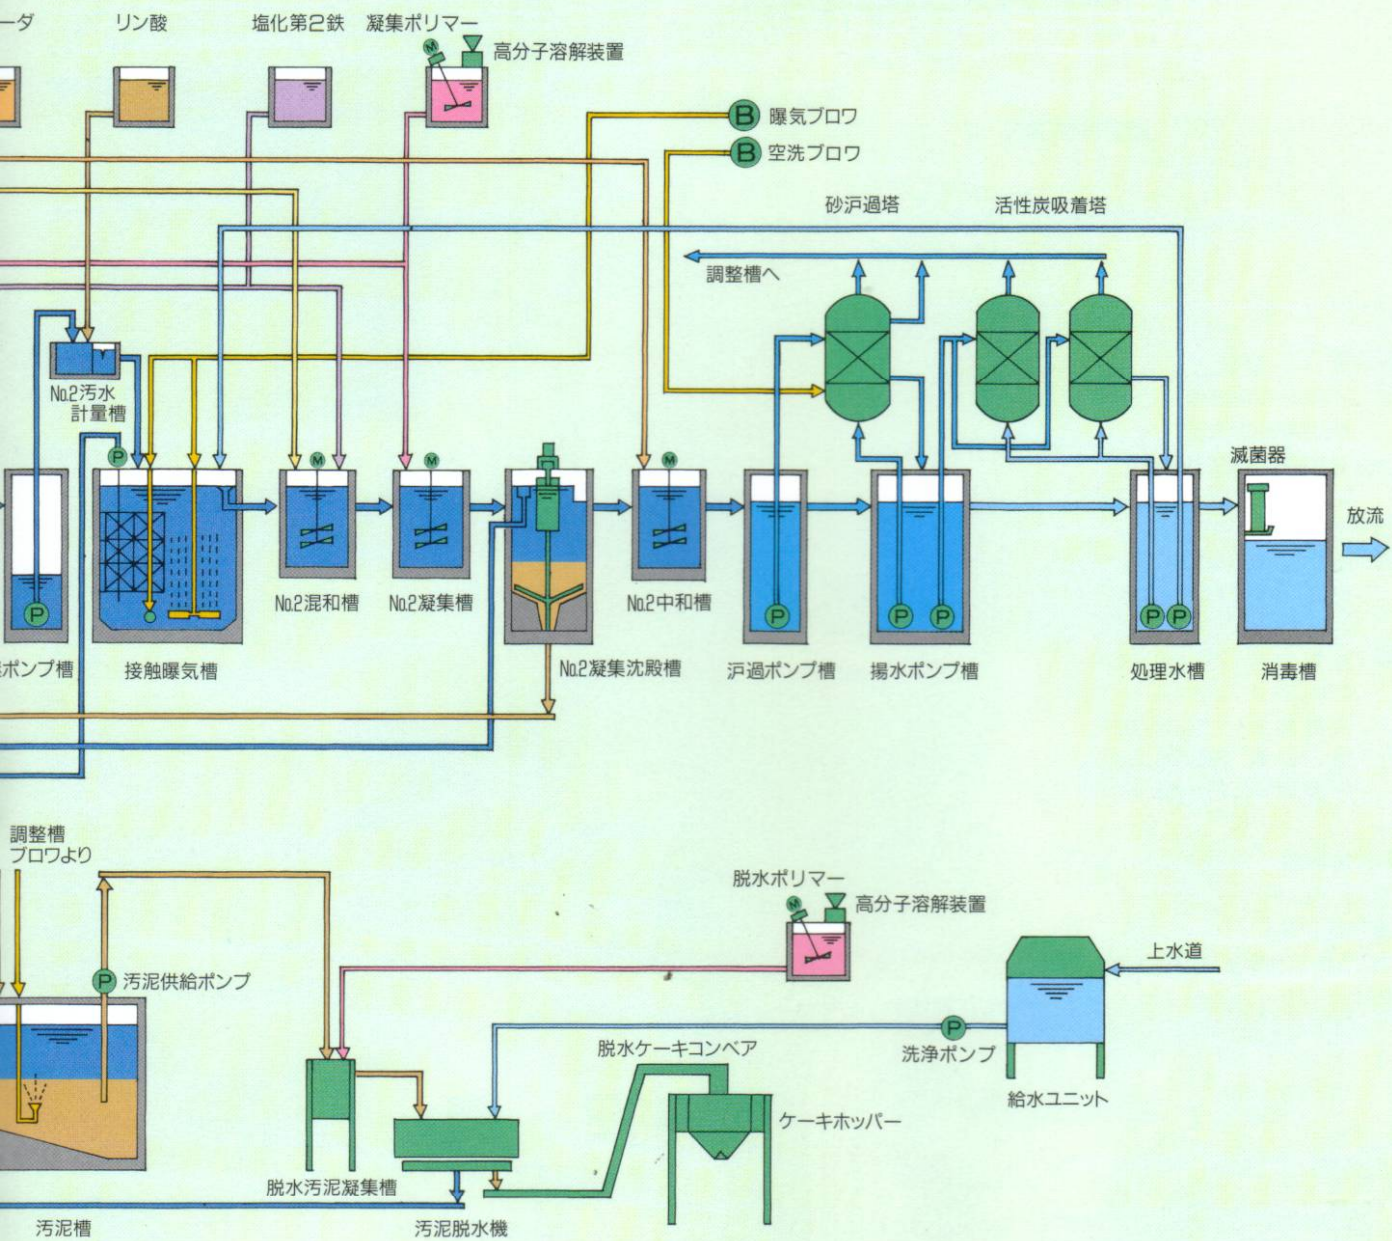 ーダ
リン酸
塩化第2鉄
凝集ポリマー
M
高分子溶解装置
B
曝気ブロワ
B
空洗ブロワ
砂沪過塔
活性炭吸着塔
調整槽へ
No.2汚水
計量槽
P
M
M
M
滅菌器
放流
P
No.2混和槽
No.2凝集槽
No.2中和槽
P
P
P
P
P
ポンプ槽
接触曝気槽
No.2凝集沈殿槽
沪過ポンプ槽
揚水ポンプ槽
処理水槽
消毒槽
調整槽
ブロワより
脱水ポリマー
M
高分子溶解装置
上水道
P
汚泥供給ポンプ
P
洗浄ポンプ
脱水ケーキコンベア
給水ユニット
ケーキホッパー
脱水汚泥凝集槽
汚泥槽
汚泥脱水機